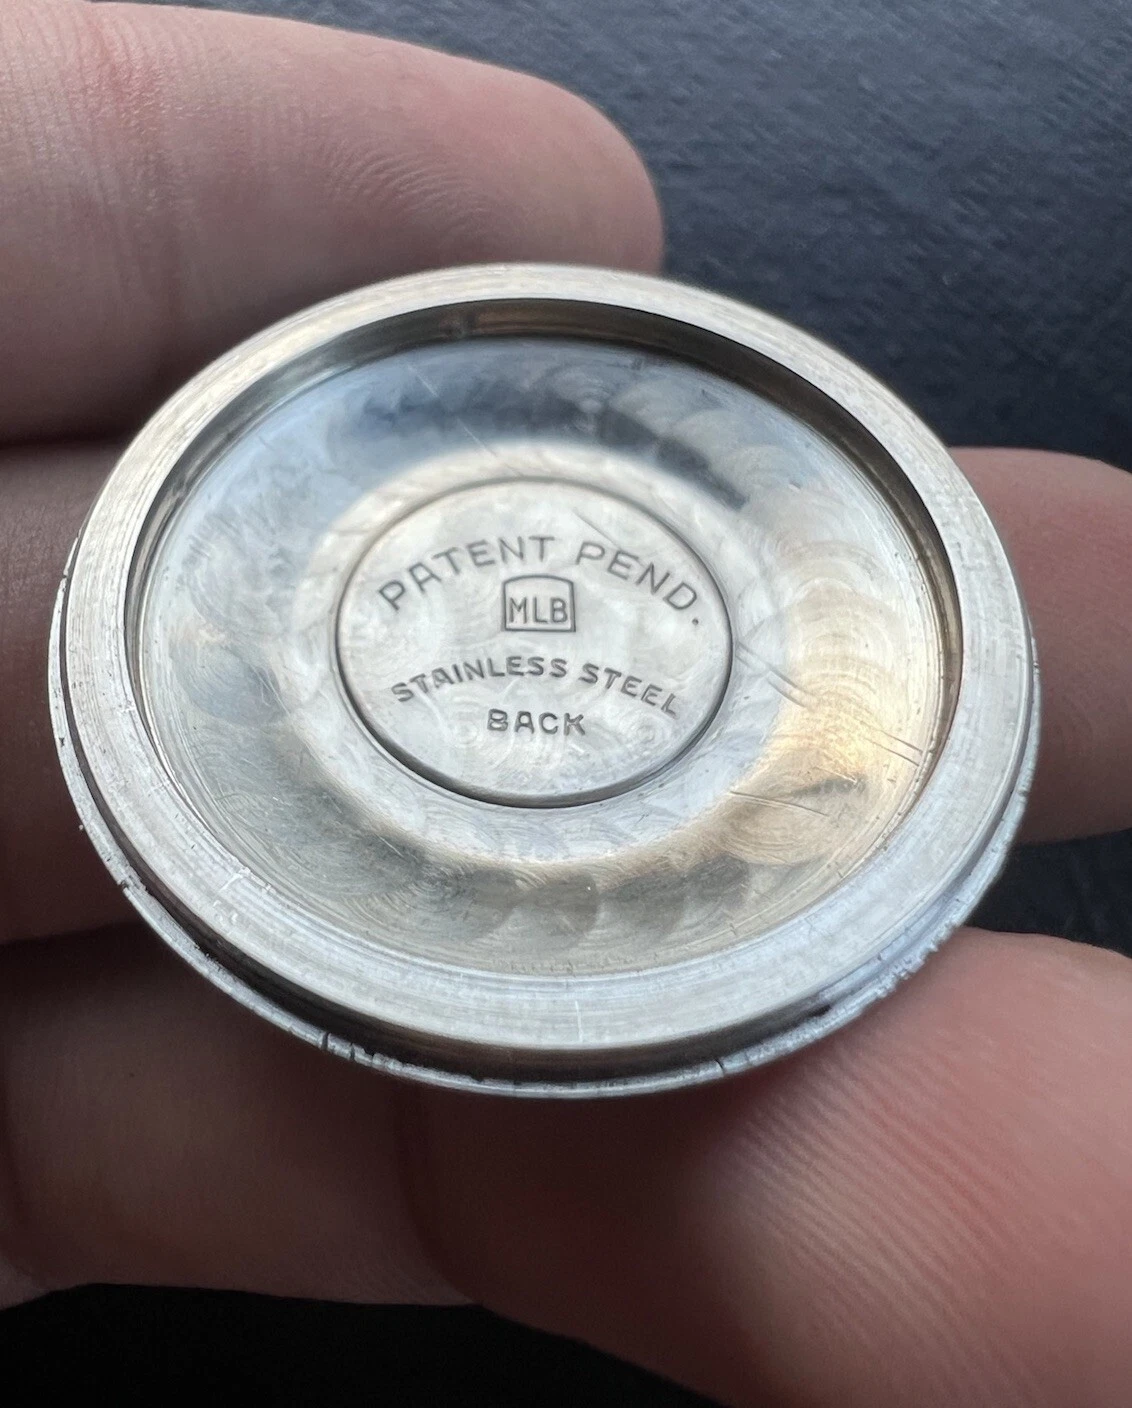 PATENT PEND.
MLB
STAINLESS STEEL
BACK